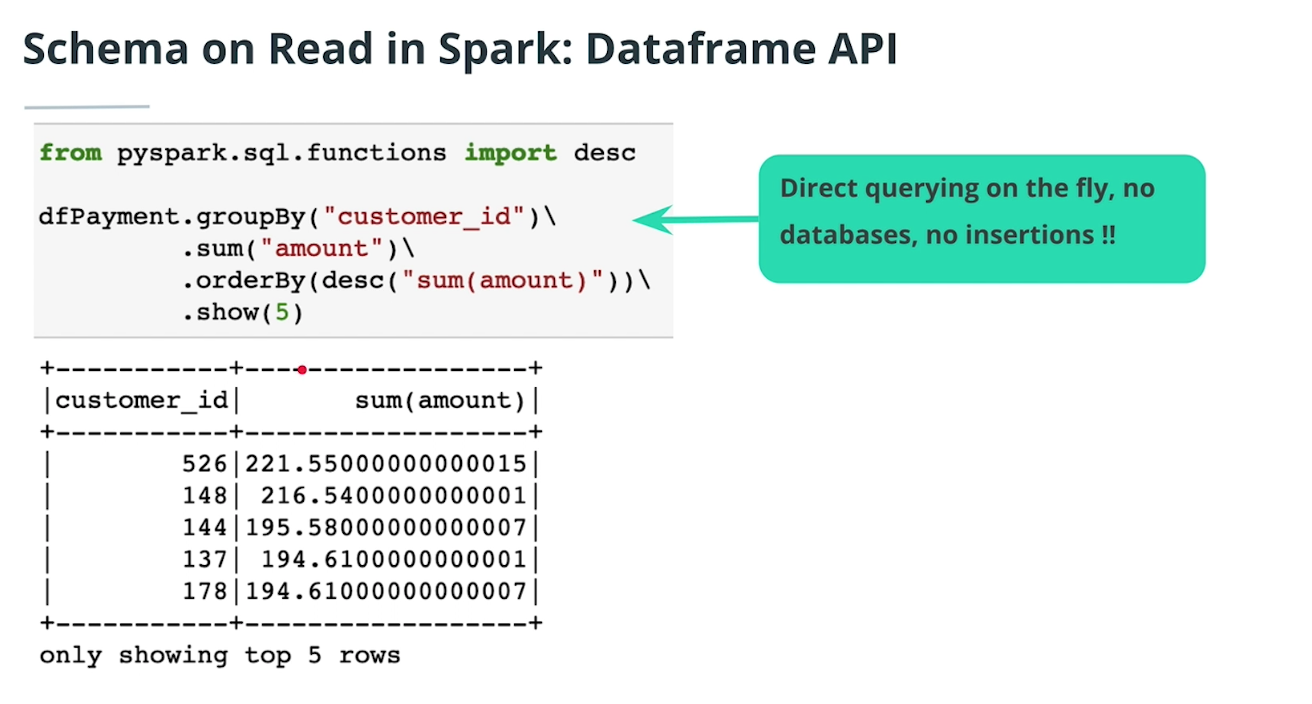 Schema on Read in Spark: Dataframe API
from pyspark.sql.functions import desc
dfPayment.groupBy("customer_id")\
.sum("amount")\
.orderBy(desc("sum(amount)"))\
.show(5)
Direct querying on the fly, no
databases, no insertions !!
+-----------+------------------+
|customer_id|       sum(amount)|
+-----------+------------------+
|        526|221.55000000000015|
|        148| 216.5400000000001|
|        144|195.58000000000007|
|        137| 194.6100000000001|
|        178|194.61000000000007|
+-----------+------------------+
only showing top 5 rows